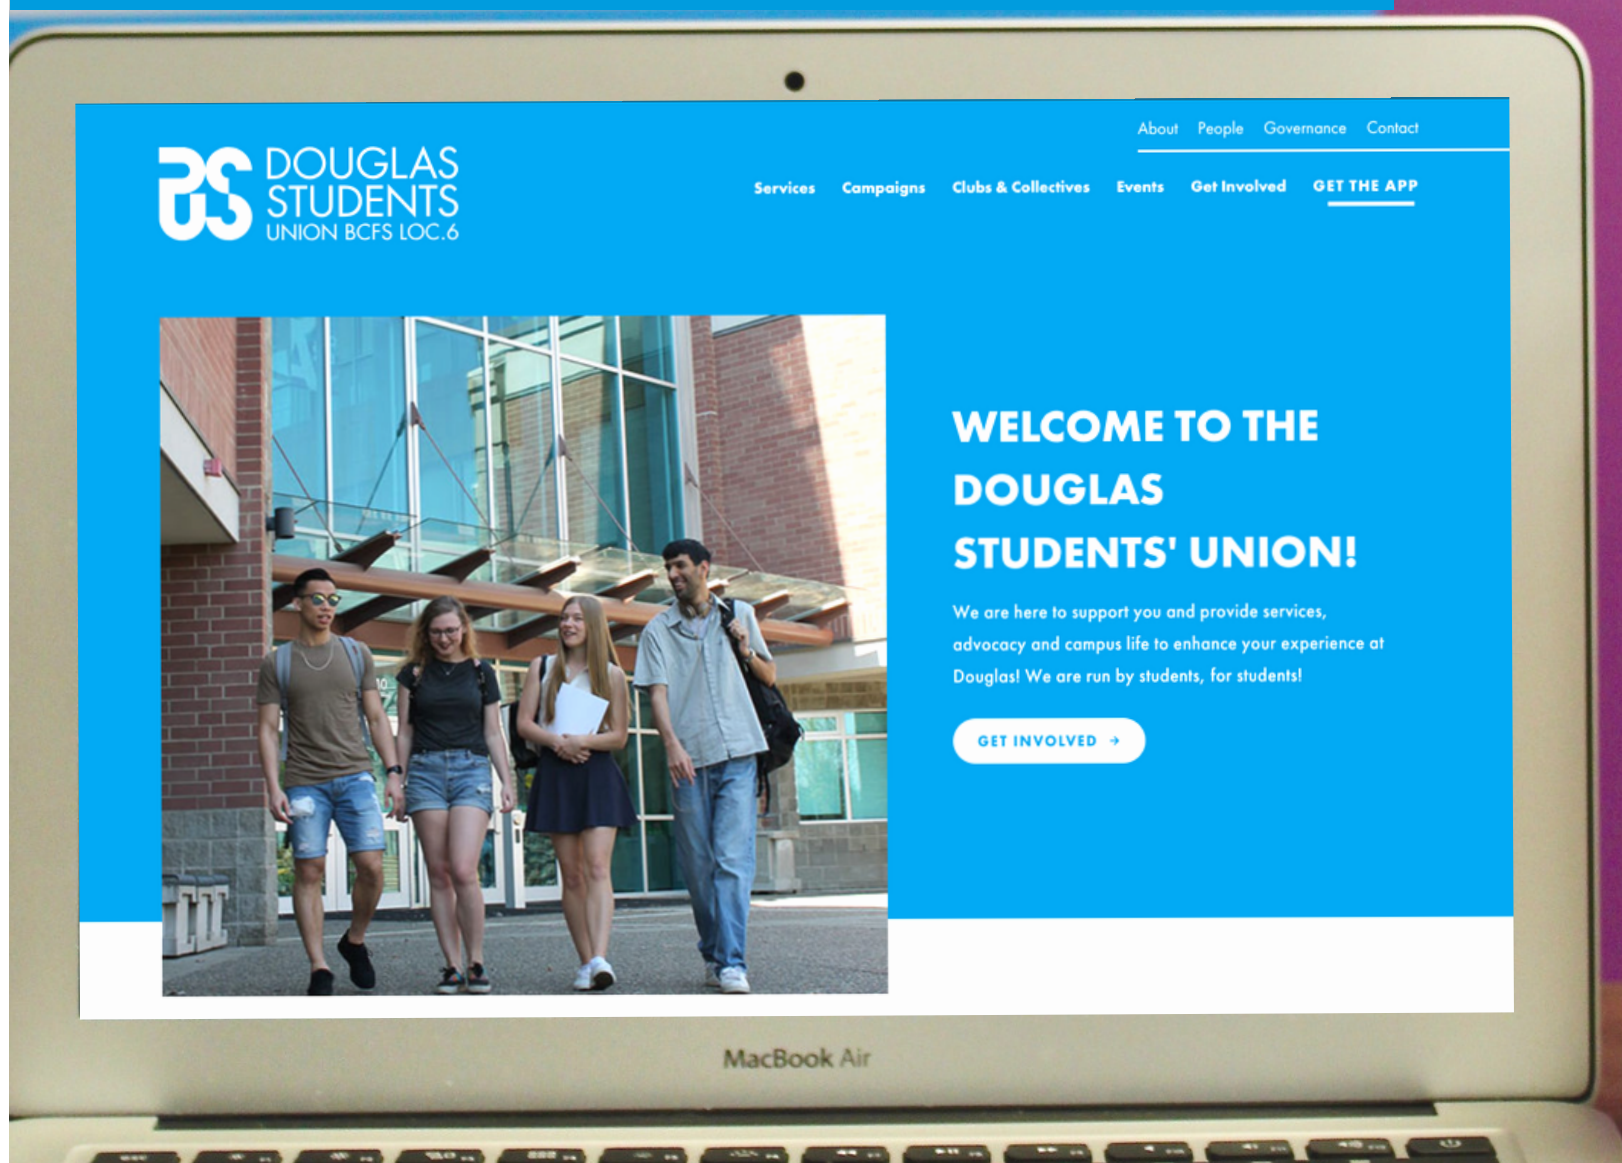 About People Governance Contact
DOUGLAS
STUDENTS
UNION BCFS LOC.6
Services Campaigns Clubs & Collectives Events Get Involved GET THE APP
WELCOME TO THE
DOUGLAS
STUDENTS' UNION!
We are here to support you and provide services,
advocacy and campus life to enhance your experience at
Douglas! We are run by students, for students!
GET INVOLVED →
MacBook Air